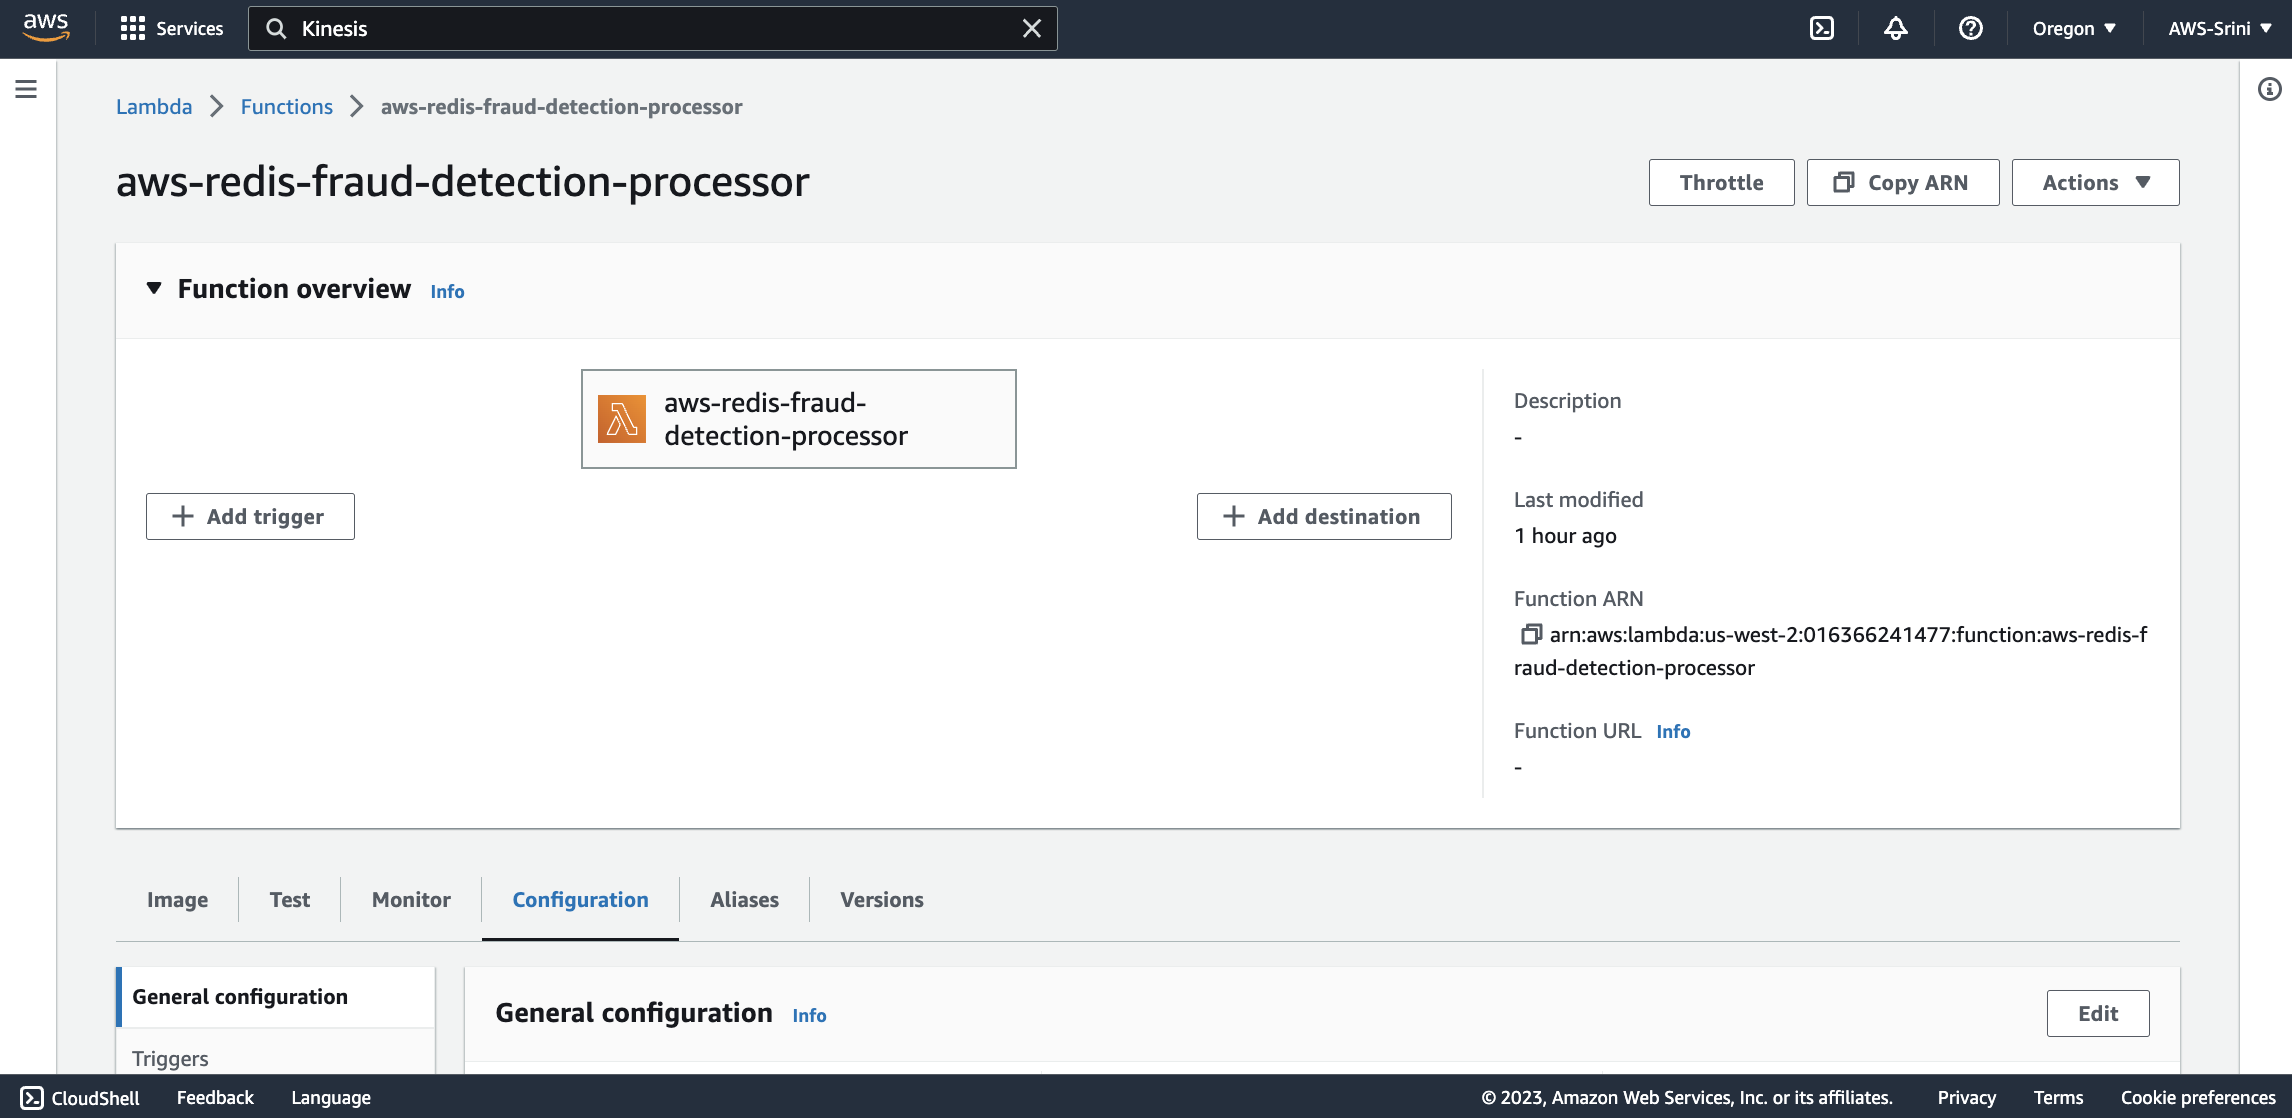 aws
Services
Kinesis
Oregon
AWS-Srini
Lambda
Functions
aws-redis-fraud-detection-processor
aws-redis-fraud-detection-processor
Throttle
Copy ARN
Actions
Function overview Info
aws-redis-fraud-
detection-processor
Add trigger
Add destination
Description
-
Last modified
1 hour ago
Function ARN
arn:aws:lambda:us-west-2:016366241477:function:aws-redis-f
raud-detection-processor
Function URL Info
-
Image
Test
Monitor
Configuration
Aliases
Versions
General configuration
Triggers
General configuration Info
Edit
CloudShell
Feedback
Language
© 2023, Amazon Web Services, Inc. or its affiliates.
Privacy
Terms
Cookie preferences